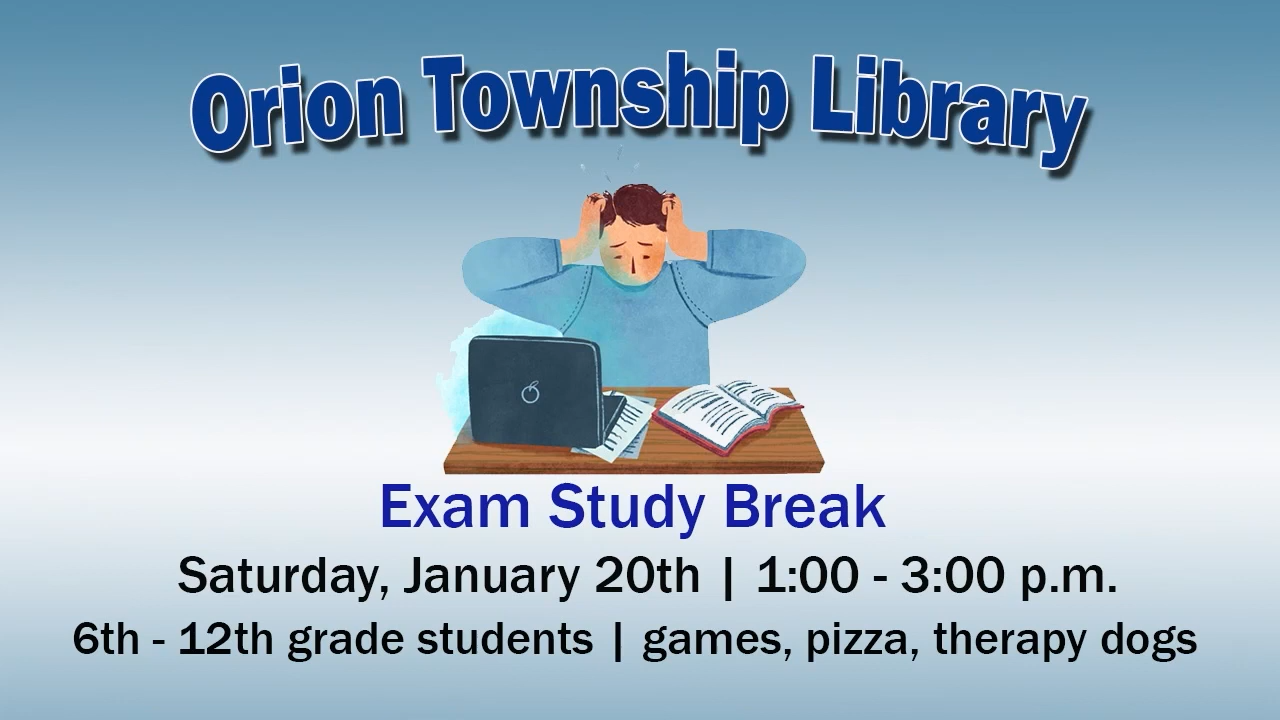 Orion Township Library
Exam Study Break
Saturday, January 20th | 1:00 - 3:00 p.m.
6th - 12th grade students | games, pizza, therapy dogs